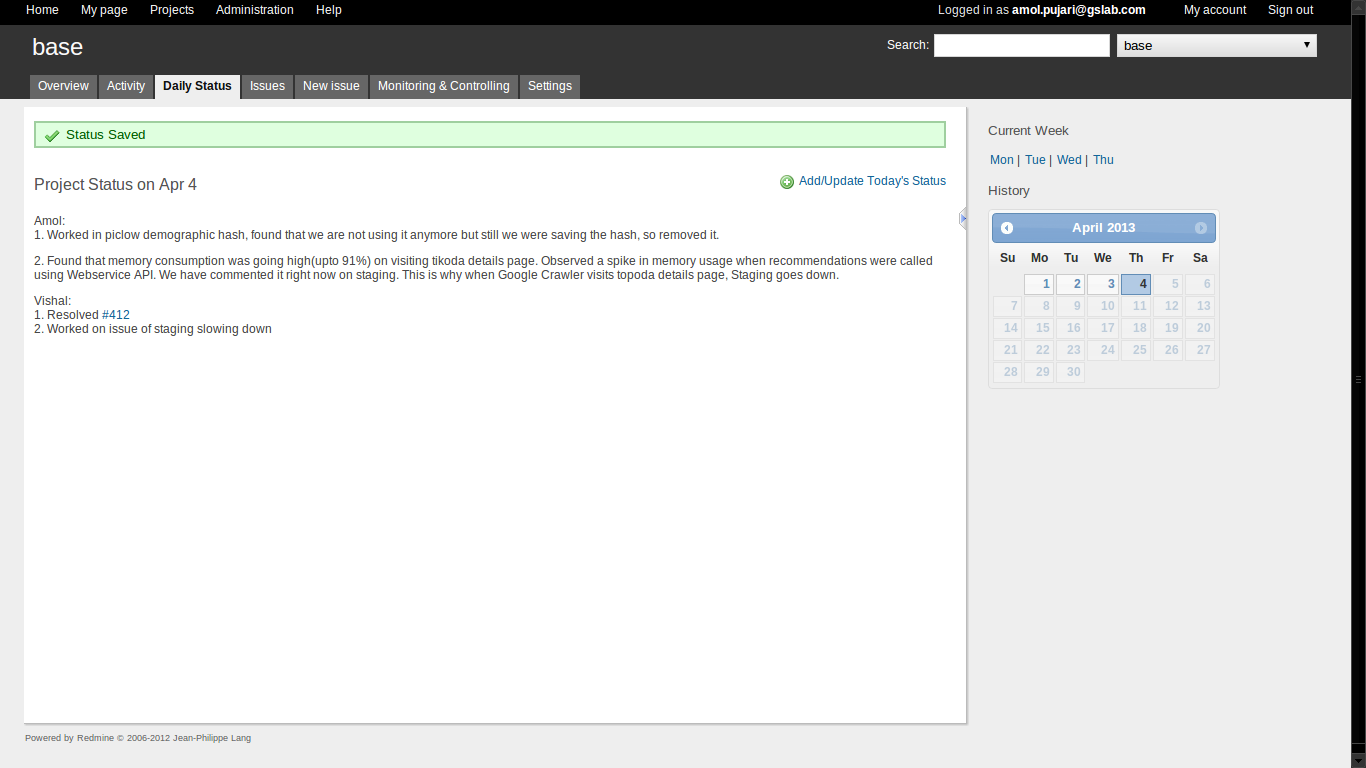 Home My page Projects Administration Help Logged in as amol.pujari@gslab.com My account Sign out
base
Search: base
Overview Activity Daily Status Issues New issue Monitoring & Controlling Settings
Status Saved
Project Status on Apr 4
Add/Update Today's Status
Amol:
1. Worked in piclow demographic hash, found that we are not using it anymore but still we were saving the hash, so removed it.
2. Found that memory consumption was going high(upto 91%) on visiting tikoda details page. Observed a spike in memory usage when recommendations were called
using Webservice API. We have commented it right now on staging. This is why when Google Crawler visits topoda details page, Staging goes down.
Vishal:
1. Resolved #412
2. Worked on issue of staging slowing down
Current Week
Mon | Tue | Wed | Thu
History
April 2013
Su Mo Tu We Th Fr Sa
1 2 3 4 5 6
7 8 9 10 11 12 13
14 15 16 17 18 19 20
21 22 23 24 25 26 27
28 29 30
Powered by Redmine © 2006-2012 Jean-Philippe Lang